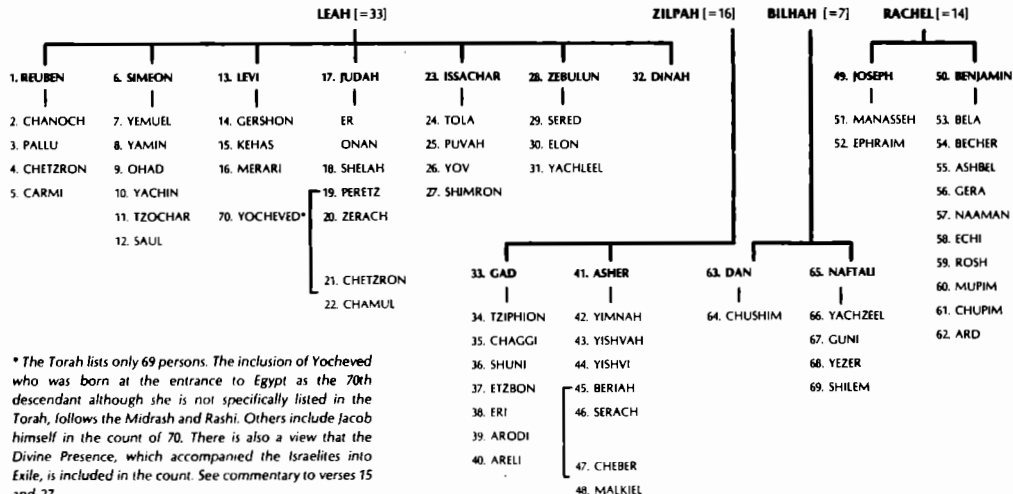 LEAH [=33] ZILPAH [=16] BILHAH [=7] RACHEL [=14]
1. REUBEN 6. SIMEON 13. LEVI 17. JUDAH 23. ISSACHAR 28. ZEBULUN 32. DINAH 49. JOSEPH 50. BENJAMIN
2. CHANOCH 7. YEMUEL 14. GERSHON ER 24. TOLA 29. SERED 51. MANASSEH 53. BELA
3. PALLU 8. YAMIN 15. KEHAS ONAN 25. PUVAH 30. ELON 52. EPHRAIM 54. BECHER
4. CHETZRON 9. OHAD 16. MERARI 18. SHELAH 26. YOV 31. YACHLEEL 55. ASHBEL
5. CARMI 10. YACHIN 19. PERETZ 27. SHIMRON 56. GERA
11. TZOCHAR 70. YOCHEVED* 20. ZERACH 57. NAAMAN
12. SAUL 58. ECHI
21. CHETZRON 33. GAD 41. ASHER 63. DAN 65. NAFTALI 59. ROSH
22. CHAMUL 60. MUPIM
34. TZIPHION 42. YIMNAH 64. CHUSHIM 66. YACHZEEL 61. CHUPIM
35. CHAGGI 43. YISHVAH 67. GUNI 62. ARD
36. SHUNI 44. YISHVI 68. YEZER
37. ETZBON 45. BERIAH 69. SHILEM
38. ERI 46. SERACH
39. ARODI
40. ARELI 47. CHEBER
48. MALKIEL
* The Torah lists only 69 persons. The inclusion of Yocheved
who was born at the entrance to Egypt as the 70th
descendant although she is not specifically listed in the
Torah, follows the Midrash and Rashi. Others include Jacob
himself in the count of 70. There is also a view that the
Divine Presence, which accompanied the Israelites into
Exile, is included in the count. See commentary to verses 15
and 27